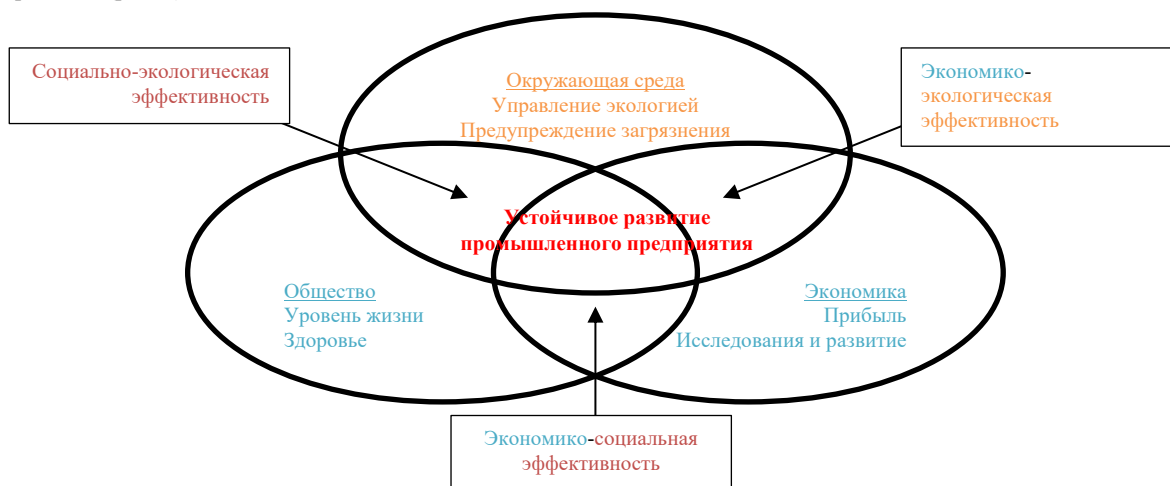 Социально-экологическая
эффективность
Окружающая среда
Управление экологией
Предупреждение загрязнения
Экономико-
экологическая
эффективность
Устойчивое развитие
промышленного предприятия
Общество
Уровень жизни
Здоровье
Экономика
Прибыль
Исследования и развитие
Экономико-социальная
эффективность